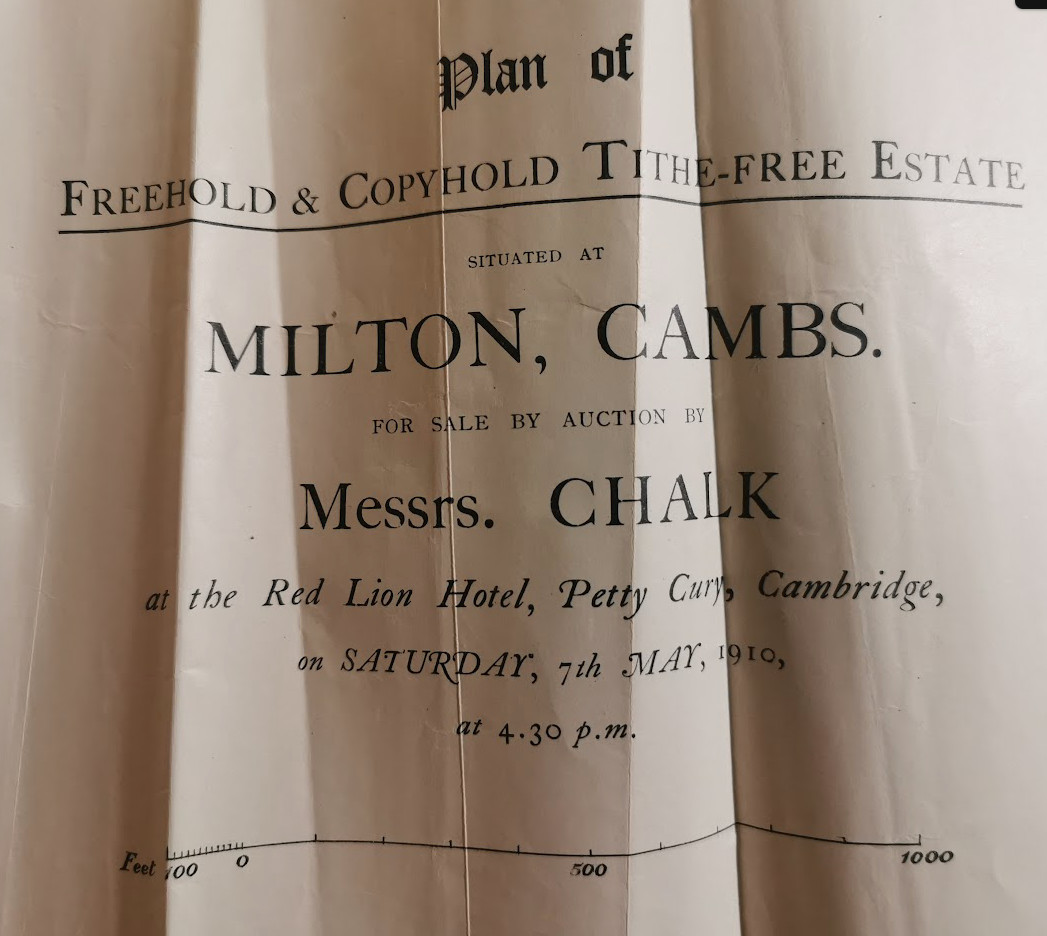 Plan of
FREEHOLD & COPYHOLD TITHE-FREE ESTATE
SITUATED AT
MILTON, CAMBS.
FOR SALE BY AUCTION BY
Messrs. CHALK
at the Red Lion Hotel, Petty Cury, Cambridge,
on SATURDAY, 7th MAY, 1910,
at 4.30 p.m.
Feet 100 0 500 1000